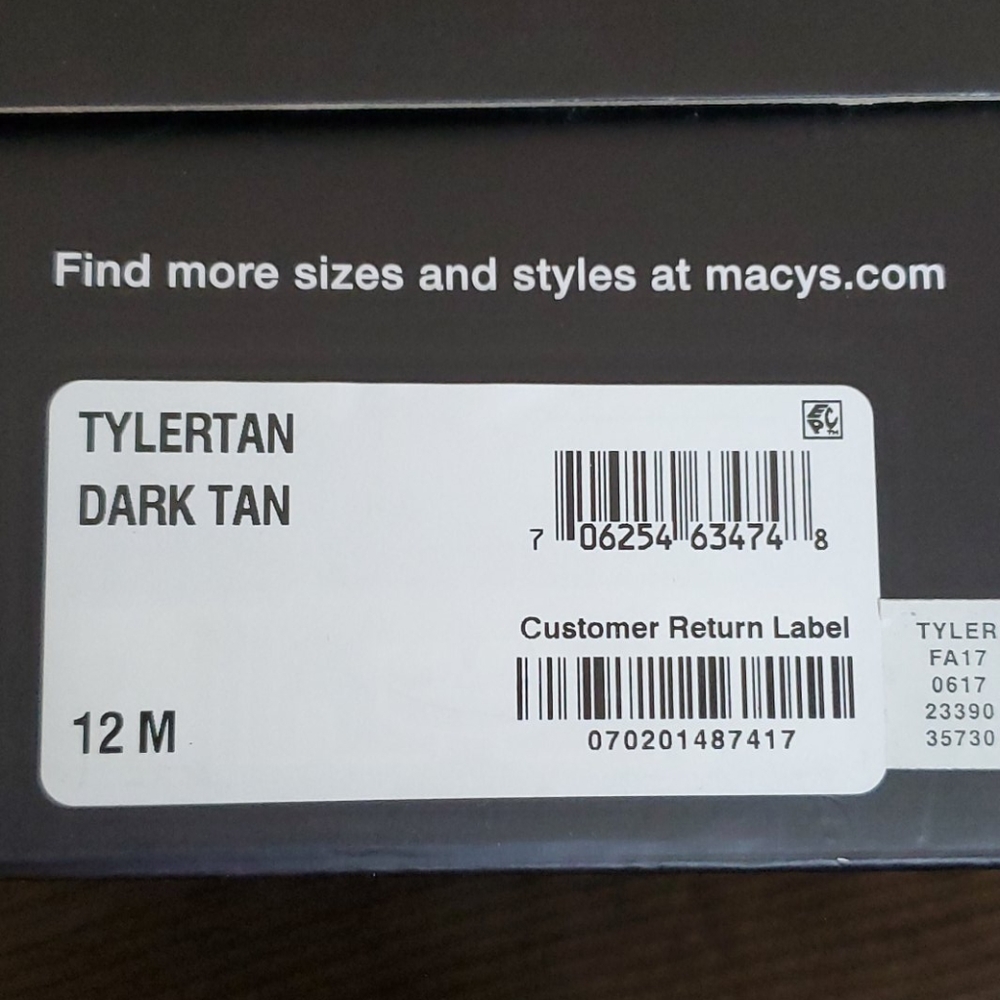 Find more sizes and styles at macys.com
TYLERTAN
DARK TAN
EPC™
7 06254 63474 8
Customer Return Label
070201487417
12 M
TYLER
FA17
0617
23390
35730